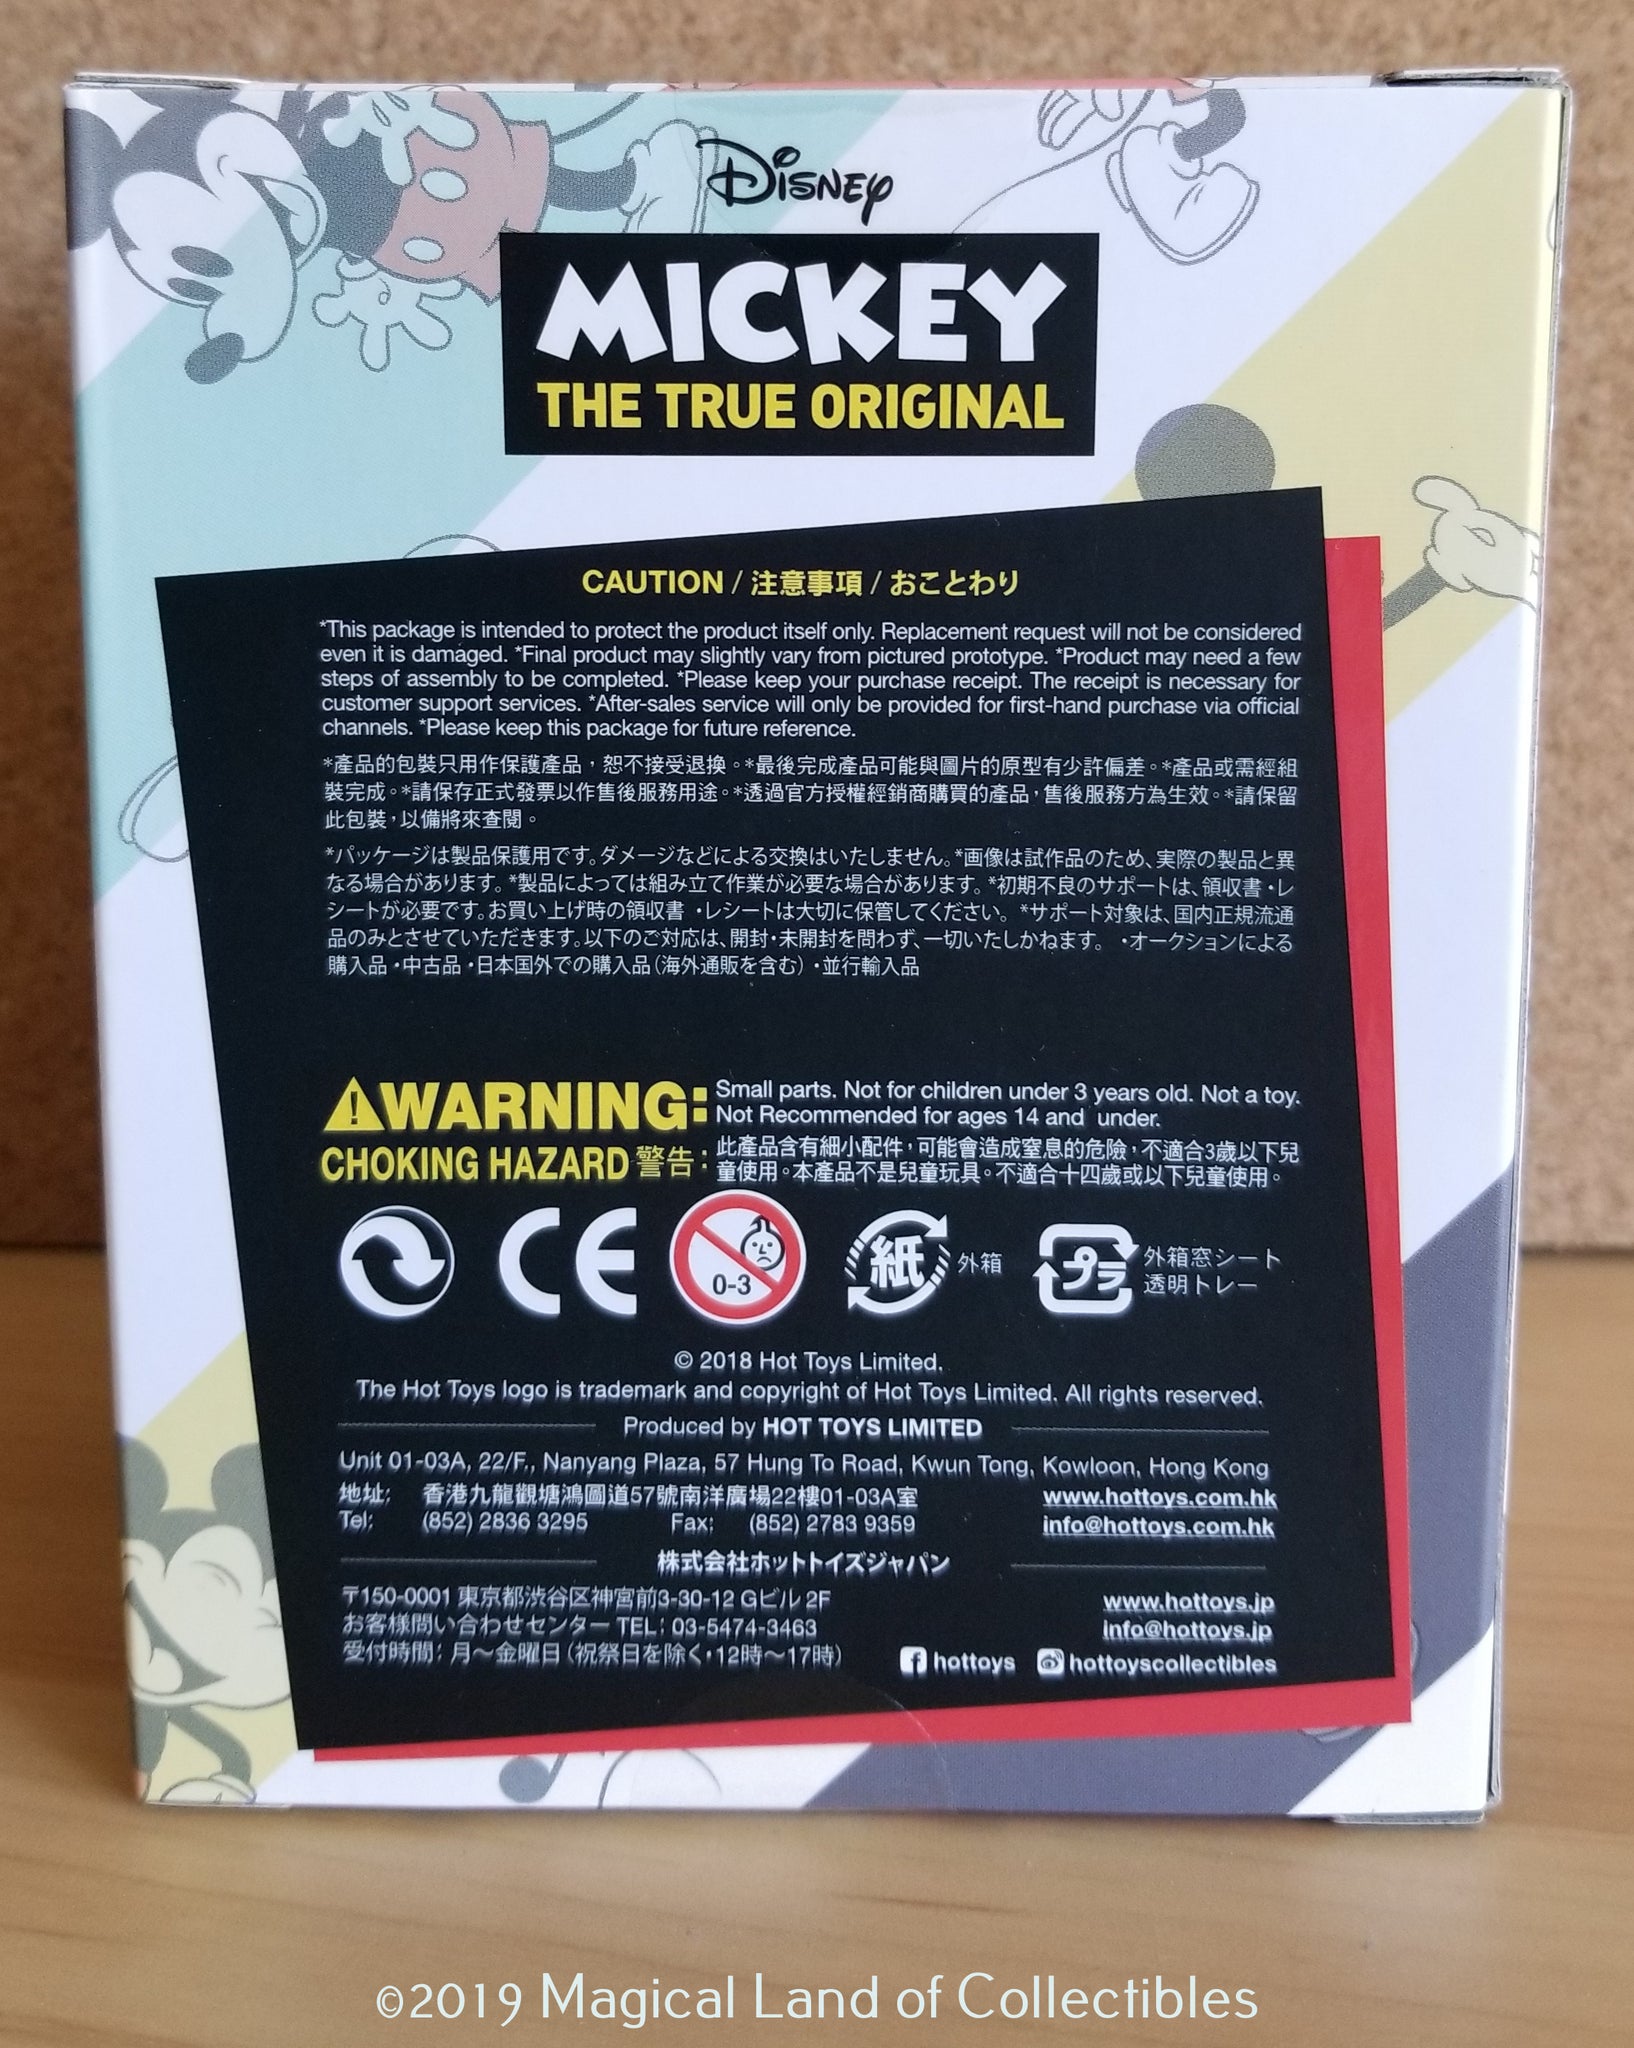 Disney
MICKEY
THE TRUE ORIGINAL
CAUTION / 注意事項 / おことわり
*This package is intended to protect the product itself only. Replacement request will not be considered
even it is damaged. *Final product may slightly vary from pictured prototype. *Product may need a few
steps of assembly to be completed. *Please keep your purchase receipt. The receipt is necessary for
customer support services. *After-sales service will only be provided for first-hand purchase via official
channels. *Please keep this package for future reference.
*產品的包裝只用作保護產品，恕不接受退換。*最後完成產品可能與圖片的原型有少許偏差。*產品或需經組
裝完成。*請保存正式發票以作售後服務用途。*透過官方授權經銷商購買的產品，售後服務方為生效。*請保留
此包裝，以備將來查閱。
*パッケージは製品保護用です。ダメージなどによる交換はいたしません。*画像は試作品のため、実際の製品と異
なる場合があります。*製品によっては組み立て作業が必要な場合があります。*初期不良のサポートは、領収書・レ
シートが必要です。お買い上げ時の領収書・レシートは大切に保管してください。*サポート対象は、国内正規流通
品のみとさせていただきます。以下のご対応は、開封・未開封を問わず、一切いたしかねます。・オークションによる
購入品・中古品・日本国外での購入品（海外通販を含む）・並行輸入品
WARNING: Small parts. Not for children under 3 years old. Not a toy.
Not Recommended for ages 14 and under.
CHOKING HAZARD 警告: 此產品含有細小配件，可能會造成窒息的危險，不適合3歲以下兒
童使用。本產品不是兒童玩具。不適合十四歲或以下兒童使用。
CE 0-3 紙 外箱 プラ 外箱窓シート
透明トレー
© 2018 Hot Toys Limited.
The Hot Toys logo is trademark and copyright of Hot Toys Limited. All rights reserved.
Produced by HOT TOYS LIMITED
Unit 01-03A, 22/F., Nanyang Plaza, 57 Hung To Road, Kwun Tong, Kowloon, Hong Kong
地址: 香港九龍觀塘鴻圖道57號南洋廣場22樓01-03A室 www.hottoys.com.hk
Tel: (852) 2836 3295 Fax: (852) 2783 9359 info@hottoys.com.hk
株式会社ホットトイズジャパン
〒150-0001 東京都渋谷区神宮前3-30-12 Gビル 2F www.hottoys.jp
お客様問い合わせセンター TEL: 03-5474-3463 info@hottoys.jp
受付時間: 月～金曜日（祝祭日を除く・12時～17時） hottoys hottoyscollectibles
©2019 Magical Land of Collectibles